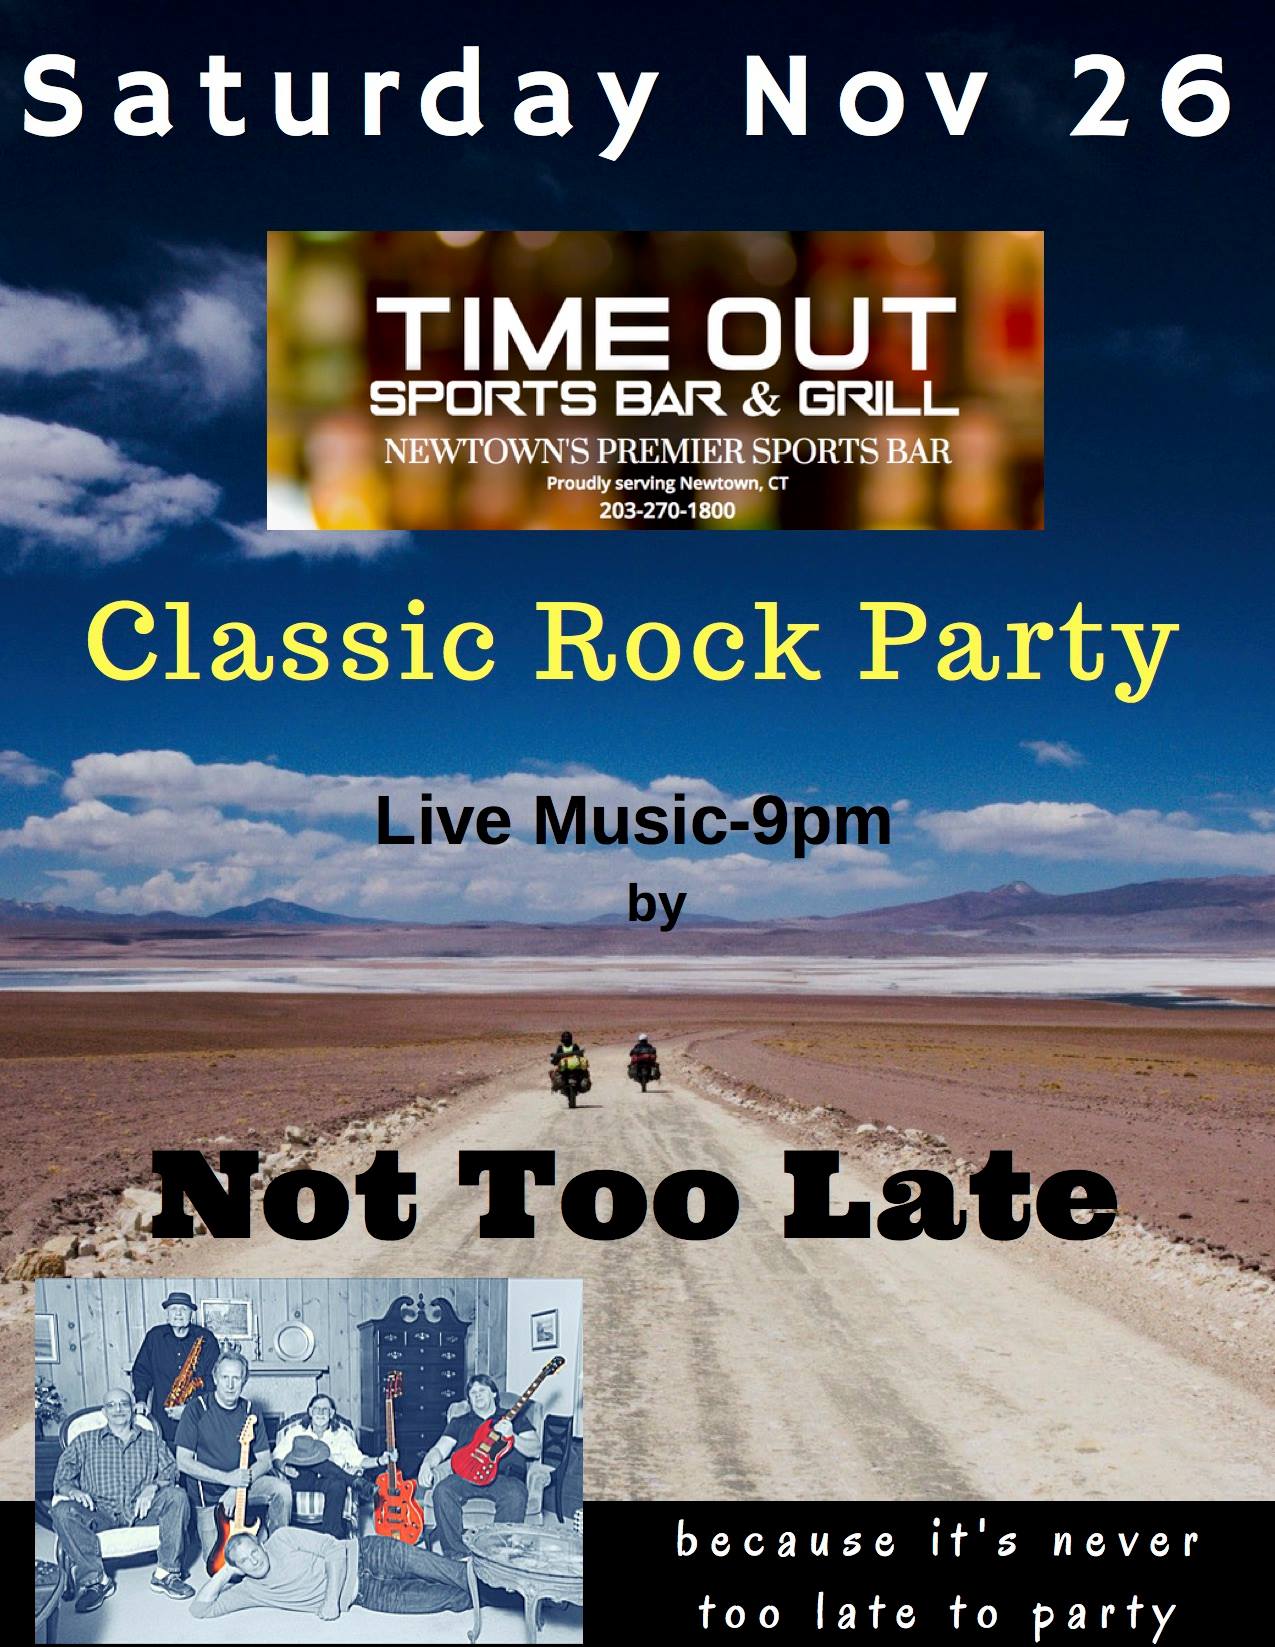 Saturday Nov 26
TIME OUT
SPORTS BAR & GRILL
NEWTOWN'S PREMIER SPORTS BAR
Proudly serving Newtown, CT
203-270-1800
Classic Rock Party
Live Music-9pm
by
Not Too Late
because it's never
too late to party